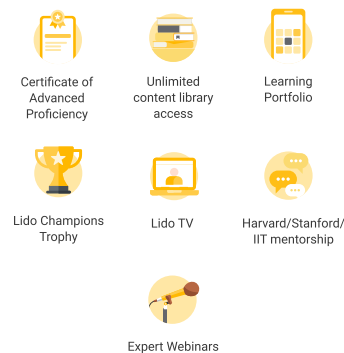 Certificate of
Advanced
Proficiency
Unlimited
content library
access
Learning
Portfolio
Lido Champions
Trophy
Lido TV
Harvard/Stanford/
IIT mentorship
Expert Webinars